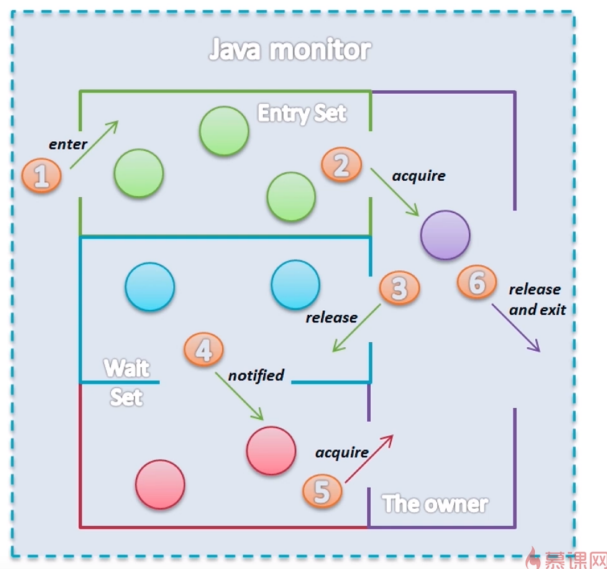 Java monitor
Entry Set
enter
1
2
acquire
3
6
release
release
and exit
4
Wait
Set
notified
acquire
5
The owner
慕课网